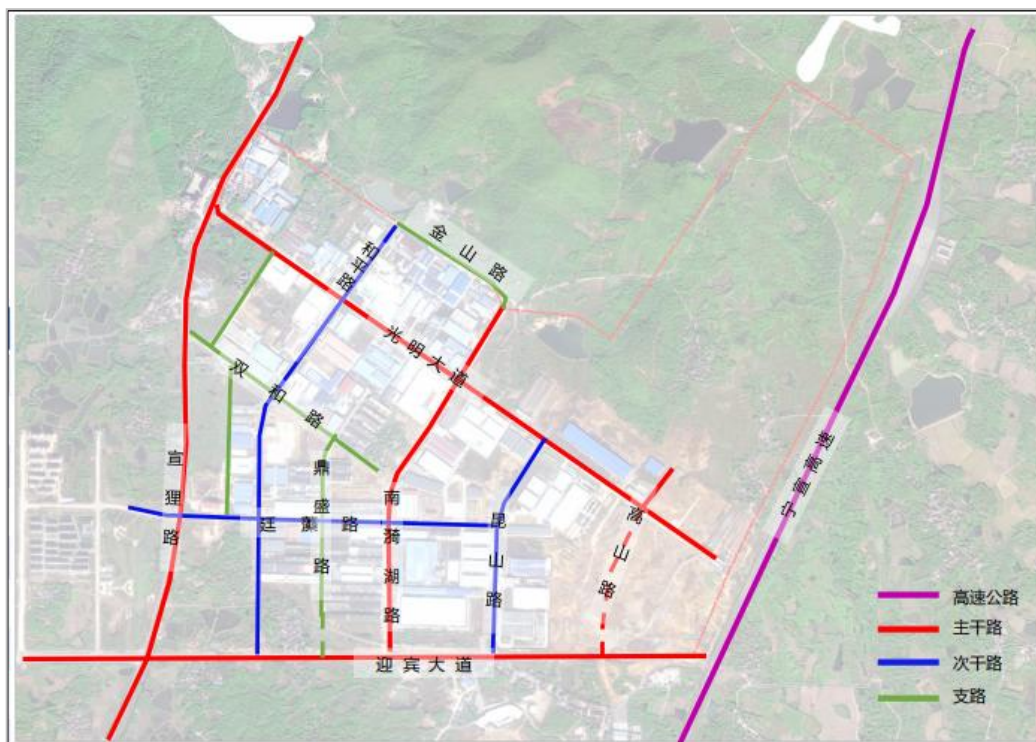 金山路
和平路
光明大道
双和路
宣狸路
鼎盛路
廷藨路
南漪湖路
昆山路
嵩山路
宁宣高速
迎宾大道
高速公路
主干路
次干路
支路